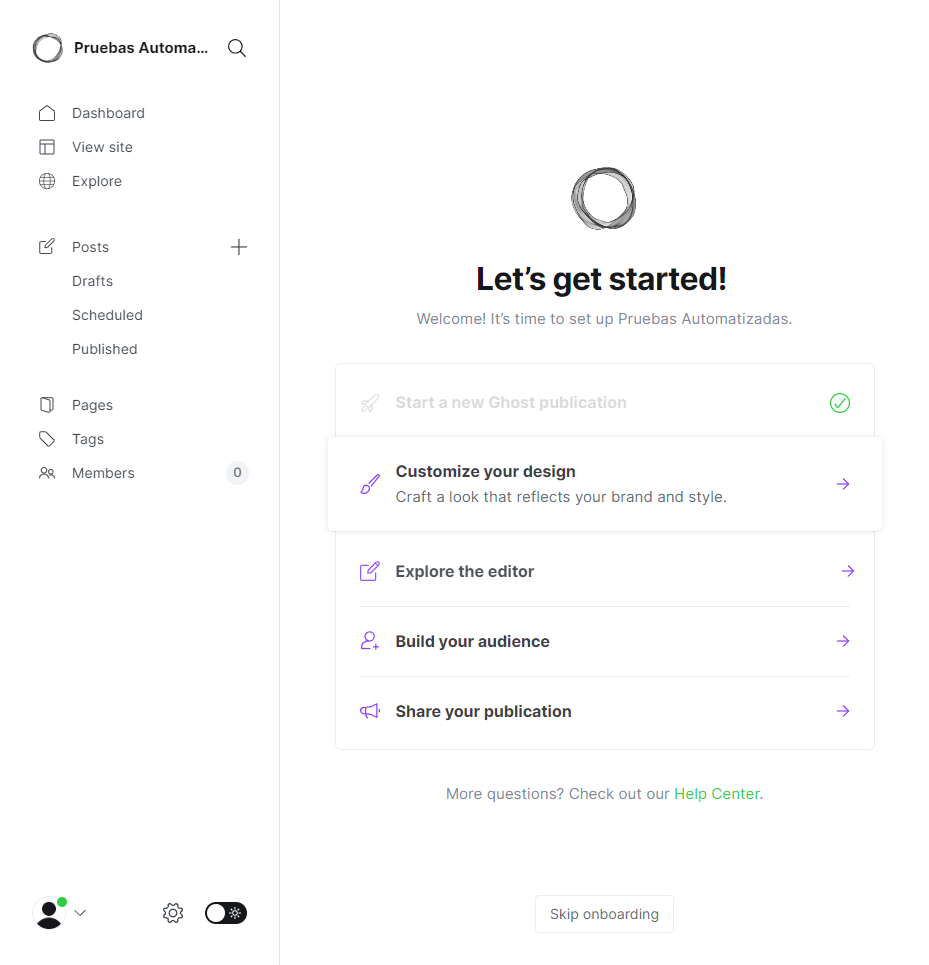 Pruebas Automa...
Dashboard
View site
Explore
Posts
Drafts
Scheduled
Published
Pages
Tags
Members
0
Let’s get started!
Welcome! It’s time to set up Pruebas Automatizadas.
Start a new Ghost publication
Customize your design
Craft a look that reflects your brand and style.
Explore the editor
Build your audience
Share your publication
More questions? Check out our Help Center.
Skip onboarding